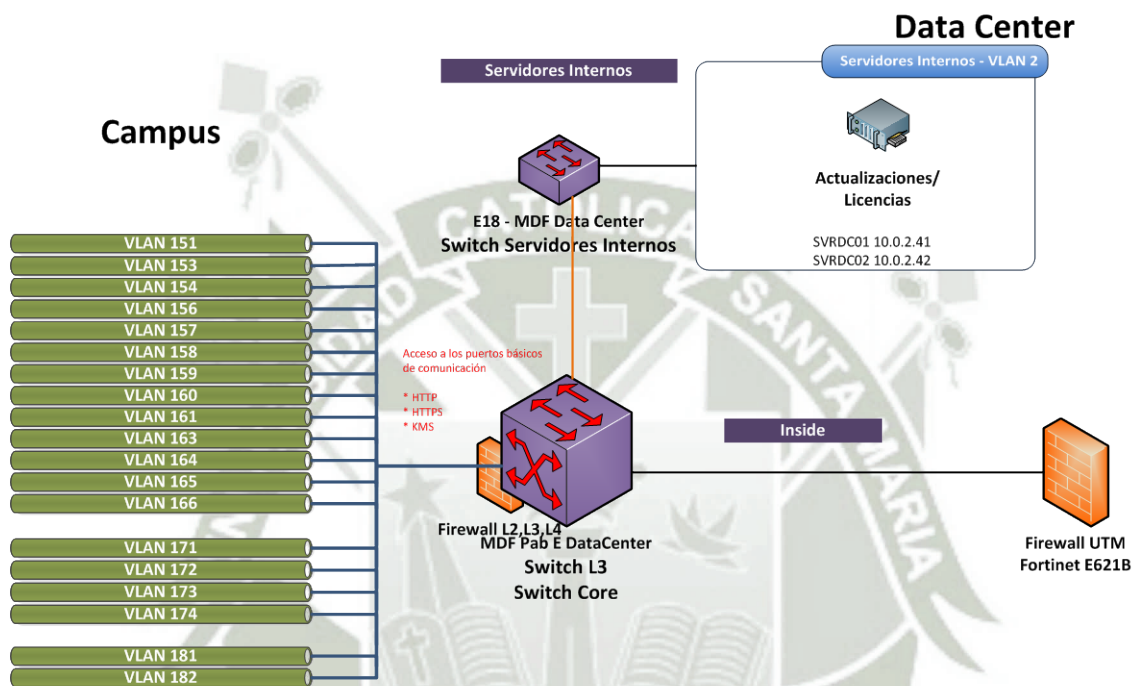 Data Center
Servidores Internos
Servidores Internos - VLAN 2
Campus
Actualizaciones/
Licencias
E18 - MDF Data Center
Switch Servidores Internos
SVRDC01 10.0.2.41
SVRDC02 10.0.2.42
VLAN 151
VLAN 153
VLAN 154
VLAN 156
VLAN 157
VLAN 158
VLAN 159
VLAN 160
VLAN 161
VLAN 163
VLAN 164
VLAN 165
VLAN 166
VLAN 171
VLAN 172
VLAN 173
VLAN 174
VLAN 181
VLAN 182
Acceso a los puertos básicos
de comunicación
* HTTP
* HTTPS
* KMS
Inside
Firewall L2,L3,L4
MDF Pab E DataCenter
Switch L3
Switch Core
Firewall UTM
Fortinet E621B
CATOLICA SANTA MARIA